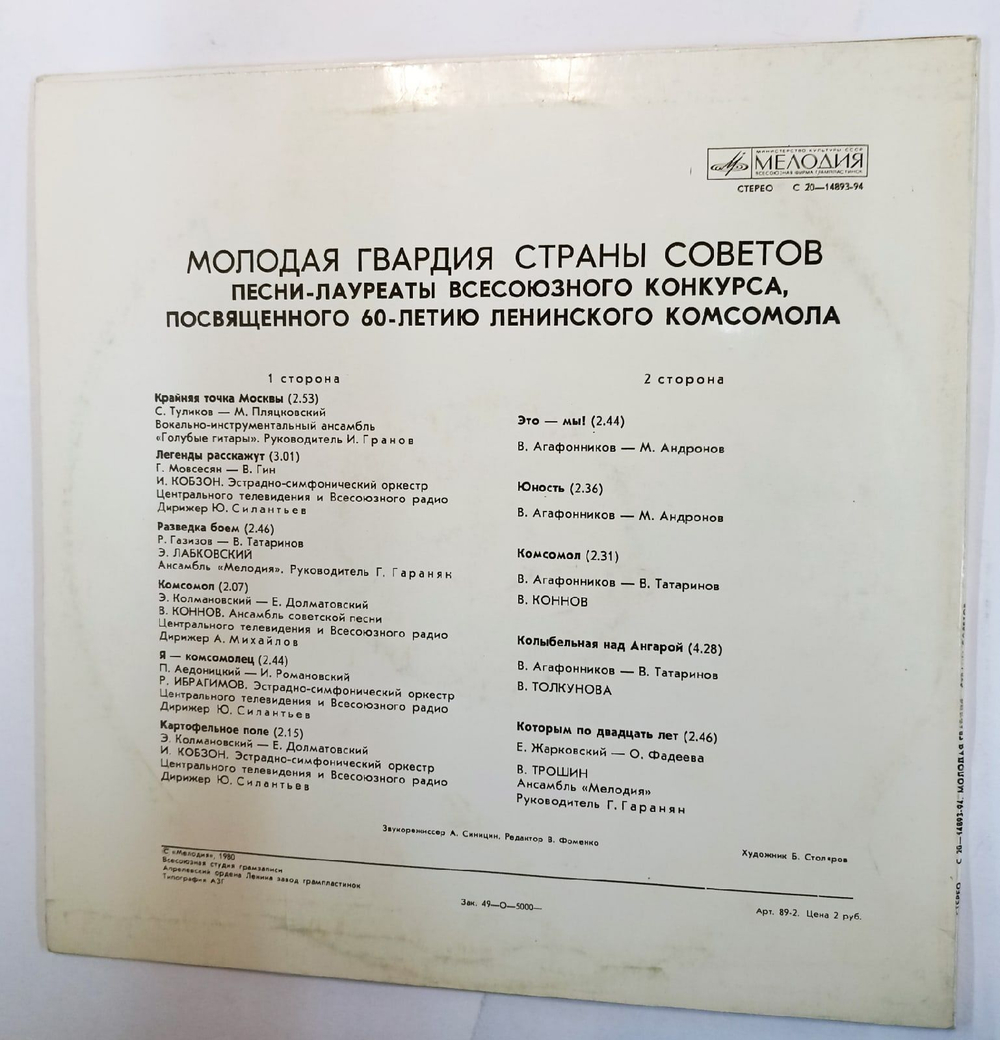 МИНИСТЕРСТВО КУЛЬТУРЫ СССР
МЕЛОДИЯ
ВСЕСОЮЗНАЯ ФИРМА ГРАМПЛАСТИНОК
СТЕРЕО С 20—14893-94
МОЛОДАЯ ГВАРДИЯ СТРАНЫ СОВЕТОВ
ПЕСНИ-ЛАУРЕАТЫ ВСЕСОЮЗНОГО КОНКУРСА,
ПОСВЯЩЕННОГО 60-ЛЕТИЮ ЛЕНИНСКОГО КОМСОМОЛА
1 сторона
Крайняя точка Москвы (2.53)
С. Туликов — М. Пляцковский
Вокально-инструментальный ансамбль
«Голубые гитары». Руководитель И. Гранов
Легенды расскажут (3.01)
Г. Мовсесян — В. Гин
И. КОБЗОН. Эстрадно-симфонический оркестр
Центрального телевидения и Всесоюзного радио
Дирижер Ю. Силантьев
Разведка боем (2.46)
Р. Газизов — В. Татаринов
Э. ЛАБКОВСКИЙ
Ансамбль «Мелодия». Руководитель Г. Гаранян
Комсомол (2.07)
Э. Колмановский — Е. Долматовский
В. КОННОВ. Ансамбль советской песни
Центрального телевидения и Всесоюзного радио
Дирижер А. Михайлов
Я — комсомолец (2.44)
П. Аедоницкий — И. Романовский
Р. ИБРАГИМОВ. Эстрадно-симфонический оркестр
Центрального телевидения и Всесоюзного радио
Дирижер Ю. Силантьев
Картофельное поле (2.15)
Э. Колмановский — Е. Долматовский
И. КОБЗОН. Эстрадно-симфонический оркестр
Центрального телевидения и Всесоюзного радио
Дирижер Ю. Силантьев
2 сторона
Это — мы! (2.44)
В. Агафонников — М. Андронов
Юность (2.36)
В. Агафонников — М. Андронов
Комсомол (2.31)
В. Агафонников — В. Татаринов
В. КОННОВ
Колыбельная над Ангарой (4.28)
В. Агафонников — В. Татаринов
В. ТОЛКУНОВА
Которым по двадцать лет (2.46)
Е. Жарковский — О. Фадеева
В. ТРОШИН
Ансамбль «Мелодия»
Руководитель Г. Гаранян
Звукорежиссер А. Синицин. Редактор В. Фоменко
Художник Б. Столяров
© «Мелодия», 1980
Всесоюзная студия грамзаписи
Апрелевский ордена Ленина завод грампластинок
Типография АЗГ
Зак. 49—О—5000—
Арт. 89-2. Цена 2 руб.
СТЕРЕО С 20—14893-94. МОЛОДАЯ ГВАРДИЯ